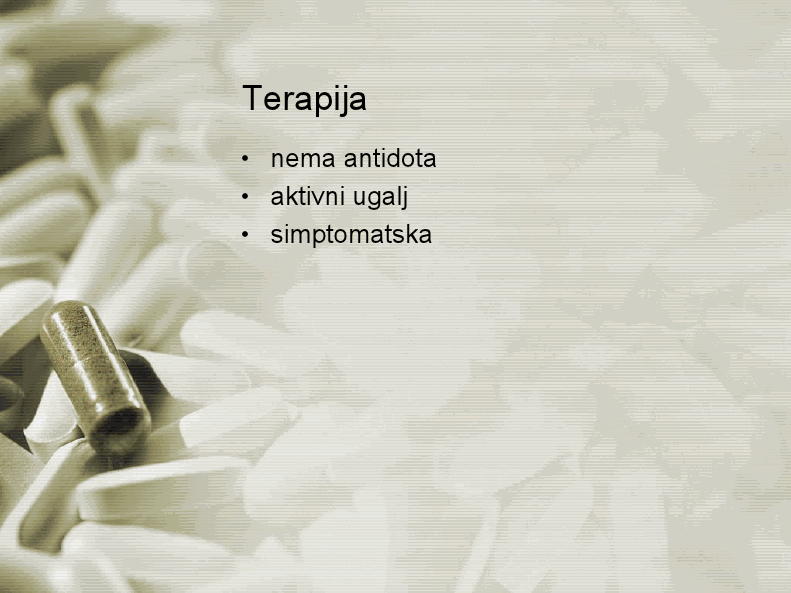 Terapija
• nema antidota
• aktivni ugalj
• simptomatska